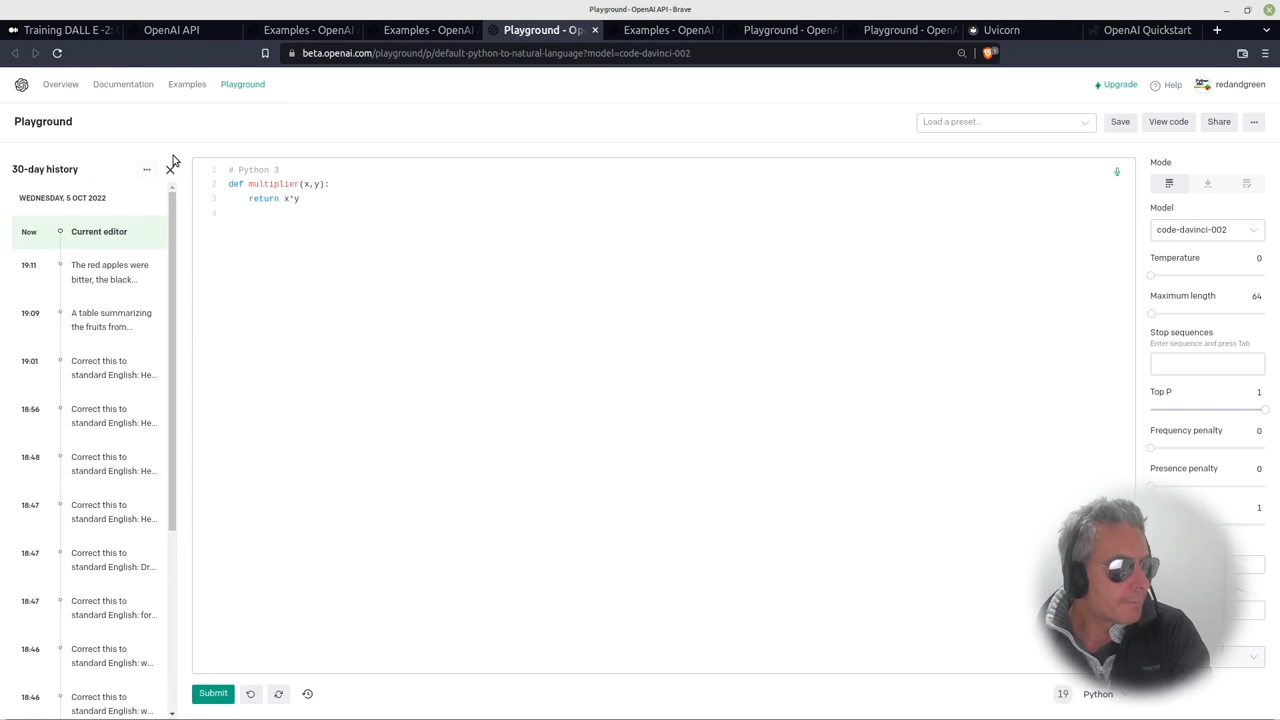 Playground - OpenAI API - Brave
Training DALL E -2:
OpenAI API
Examples - OpenAI
Examples - OpenAI
Playground - Op
Examples - OpenAI
Playground - OpenA
Playground - OpenA
Uvicorn
OpenAI Quickstart
beta.openai.com/playground/p/default-python-to-natural-language?model=code-davinci-002
Overview
Documentation
Examples
Playground
Upgrade
Help
redandgreen
Playground
Load a preset...
Save
View code
Share
...
30-day history
...
WEDNESDAY, 5 OCT 2022
Now
Current editor
19:11
The red apples were
bitter, the black...
19:09
A table summarizing
the fruits from...
19:01
Correct this to
standard English: He...
18:56
Correct this to
standard English: He...
18:48
Correct this to
standard English: He...
18:47
Correct this to
standard English: He...
18:47
Correct this to
standard English: Dr...
18:47
Correct this to
standard English: for...
18:46
Correct this to
standard English: w...
18:46
Correct this to
standard English: w...
1 # Python 3
2 def multiplier(x,y):
3 return x*y
4
Submit
19
Python
Mode
Model
code-davinci-002
Temperature 0
Maximum length 64
Stop sequences
Enter sequence and press Tab
Top P 1
Frequency penalty 0
Presence penalty 0
1